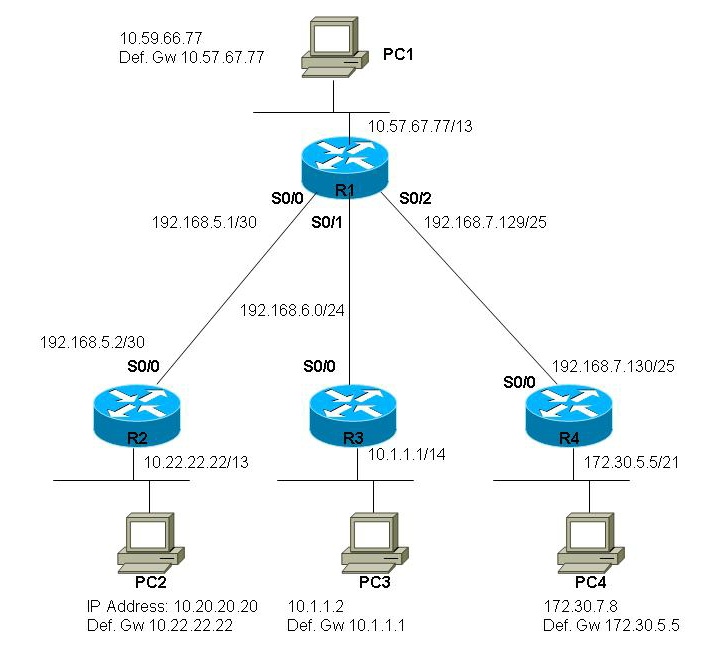 10.59.66.77
Def. Gw 10.57.67.77
PC1
10.57.67.77/13
R1
S0/0
S0/2
192.168.5.1/30
S0/1
192.168.7.129/25
192.168.6.0/24
192.168.5.2/30
S0/0
S0/0
192.168.7.130/25
S0/0
R2
R3
R4
10.22.22.22/13
10.1.1.1/14
172.30.5.5/21
PC2
PC3
PC4
IP Address: 10.20.20.20
Def. Gw 10.22.22.22
10.1.1.2
Def. Gw 10.1.1.1
172.30.7.8
Def. Gw 172.30.5.5